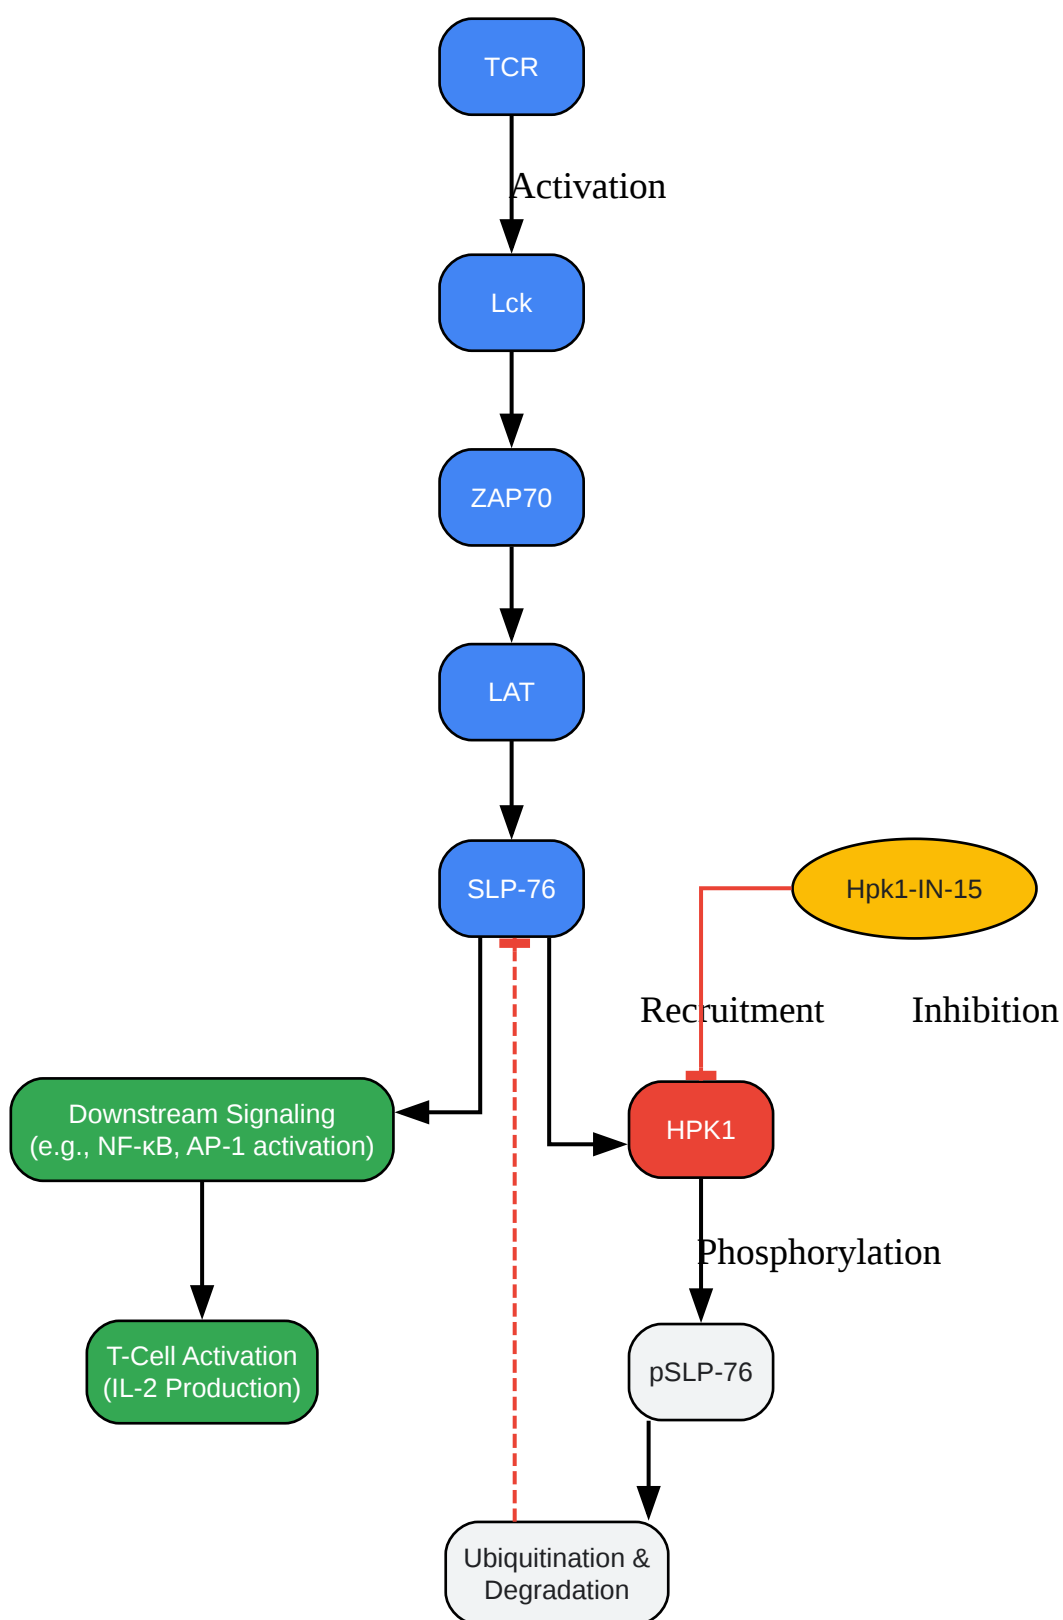 TCR
Activation
Lck
ZAP70
LAT
SLP-76
Hpk1-IN-15
Recruitment
Inhibition
Downstream Signaling
(e.g., NF-κB, AP-1 activation)
HPK1
Phosphorylation
T-Cell Activation
(IL-2 Production)
pSLP-76
Ubiquitination &
Degradation